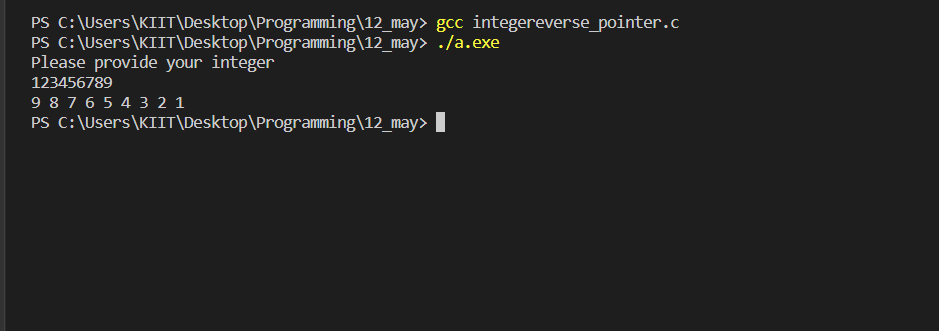 PS C:\Users\KIIT\Desktop\Programming\12_may> gcc integereverse_pointer.c
PS C:\Users\KIIT\Desktop\Programming\12_may> ./a.exe
Please provide your integer
123456789
9 8 7 6 5 4 3 2 1
PS C:\Users\KIIT\Desktop\Programming\12_may>